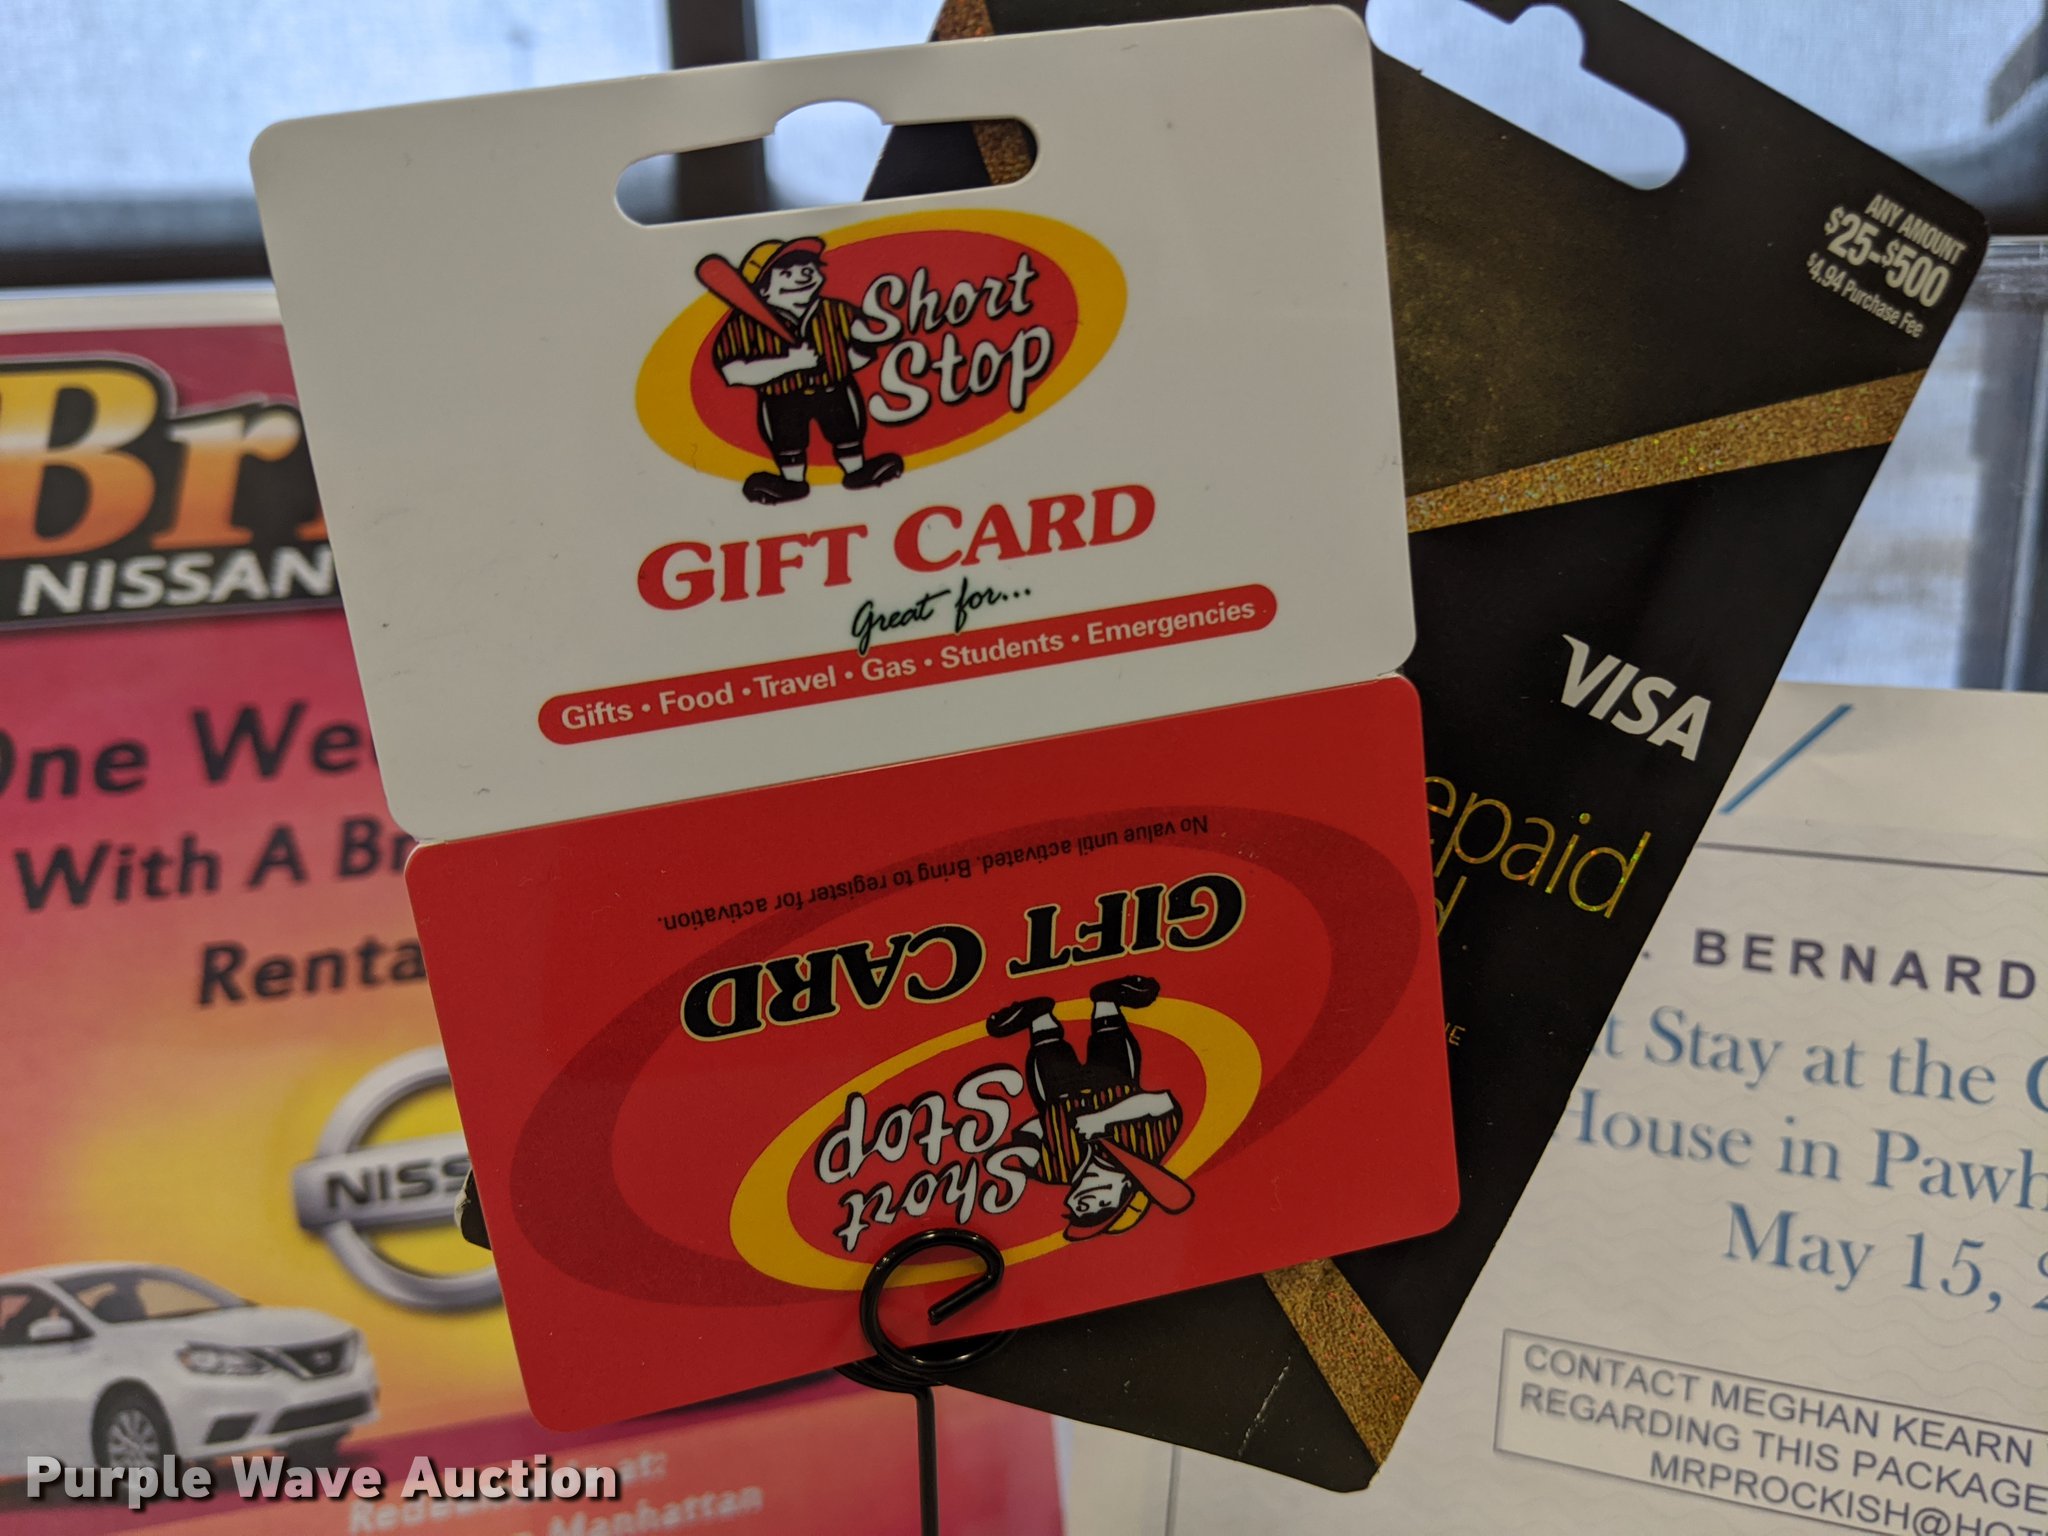 Short
Stop
GIFT CARD
Great for...
Gifts • Food • Travel • Gas • Students • Emergencies
No value until activated. Bring to register for activation.
GIFT CARD
Short
Stop
ANY AMOUNT
$25-$500
$4.94 Purchase Fee
VISA
epaid
d
Br
NISSAN
One We
With A Br
Renta
NISS
at:
Manhattan
. BERNARD
t Stay at the
House in Pawh
May 15, 2
CONTACT MEGHAN KEARN
REGARDING THIS PACKAGE
MRPROCKISH@HOT
Purple Wave Auction